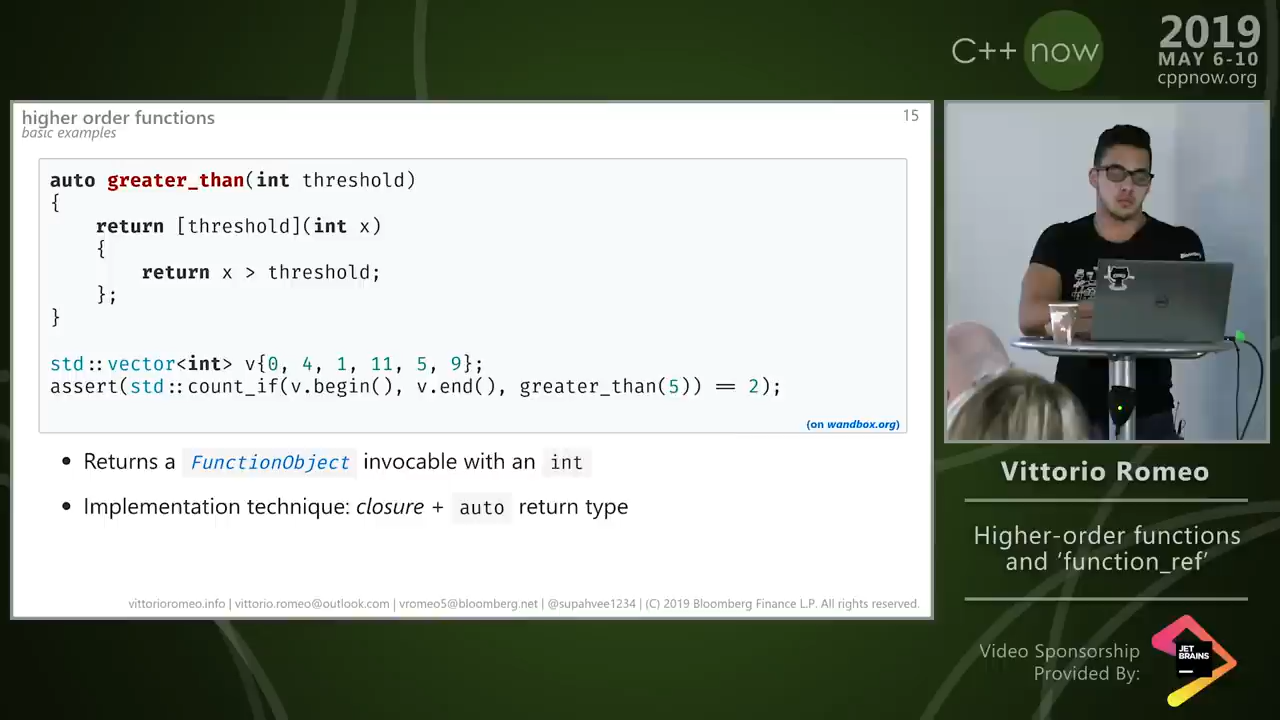 C++ now
2019
MAY 6-10
cppnow.org
higher order functions
basic examples
15
auto greater_than(int threshold)
{
return [threshold](int x)
{
return x > threshold;
};
}
std::vector<int> v{0, 4, 1, 11, 5, 9};
assert(std::count_if(v.begin(), v.end(), greater_than(5)) == 2);
(on wandbox.org)
• Returns a FunctionObject invocable with an int
• Implementation technique: closure + auto return type
vittorioromeo.info | vittorio.romeo@outlook.com | vromeo5@bloomberg.net | @supahvee1234 | (C) 2019 Bloomberg Finance L.P. All rights reserved.
Vittorio Romeo
Higher-order functions
and ‘function_ref’
Video Sponsorship
Provided By:
JET
BRAINS